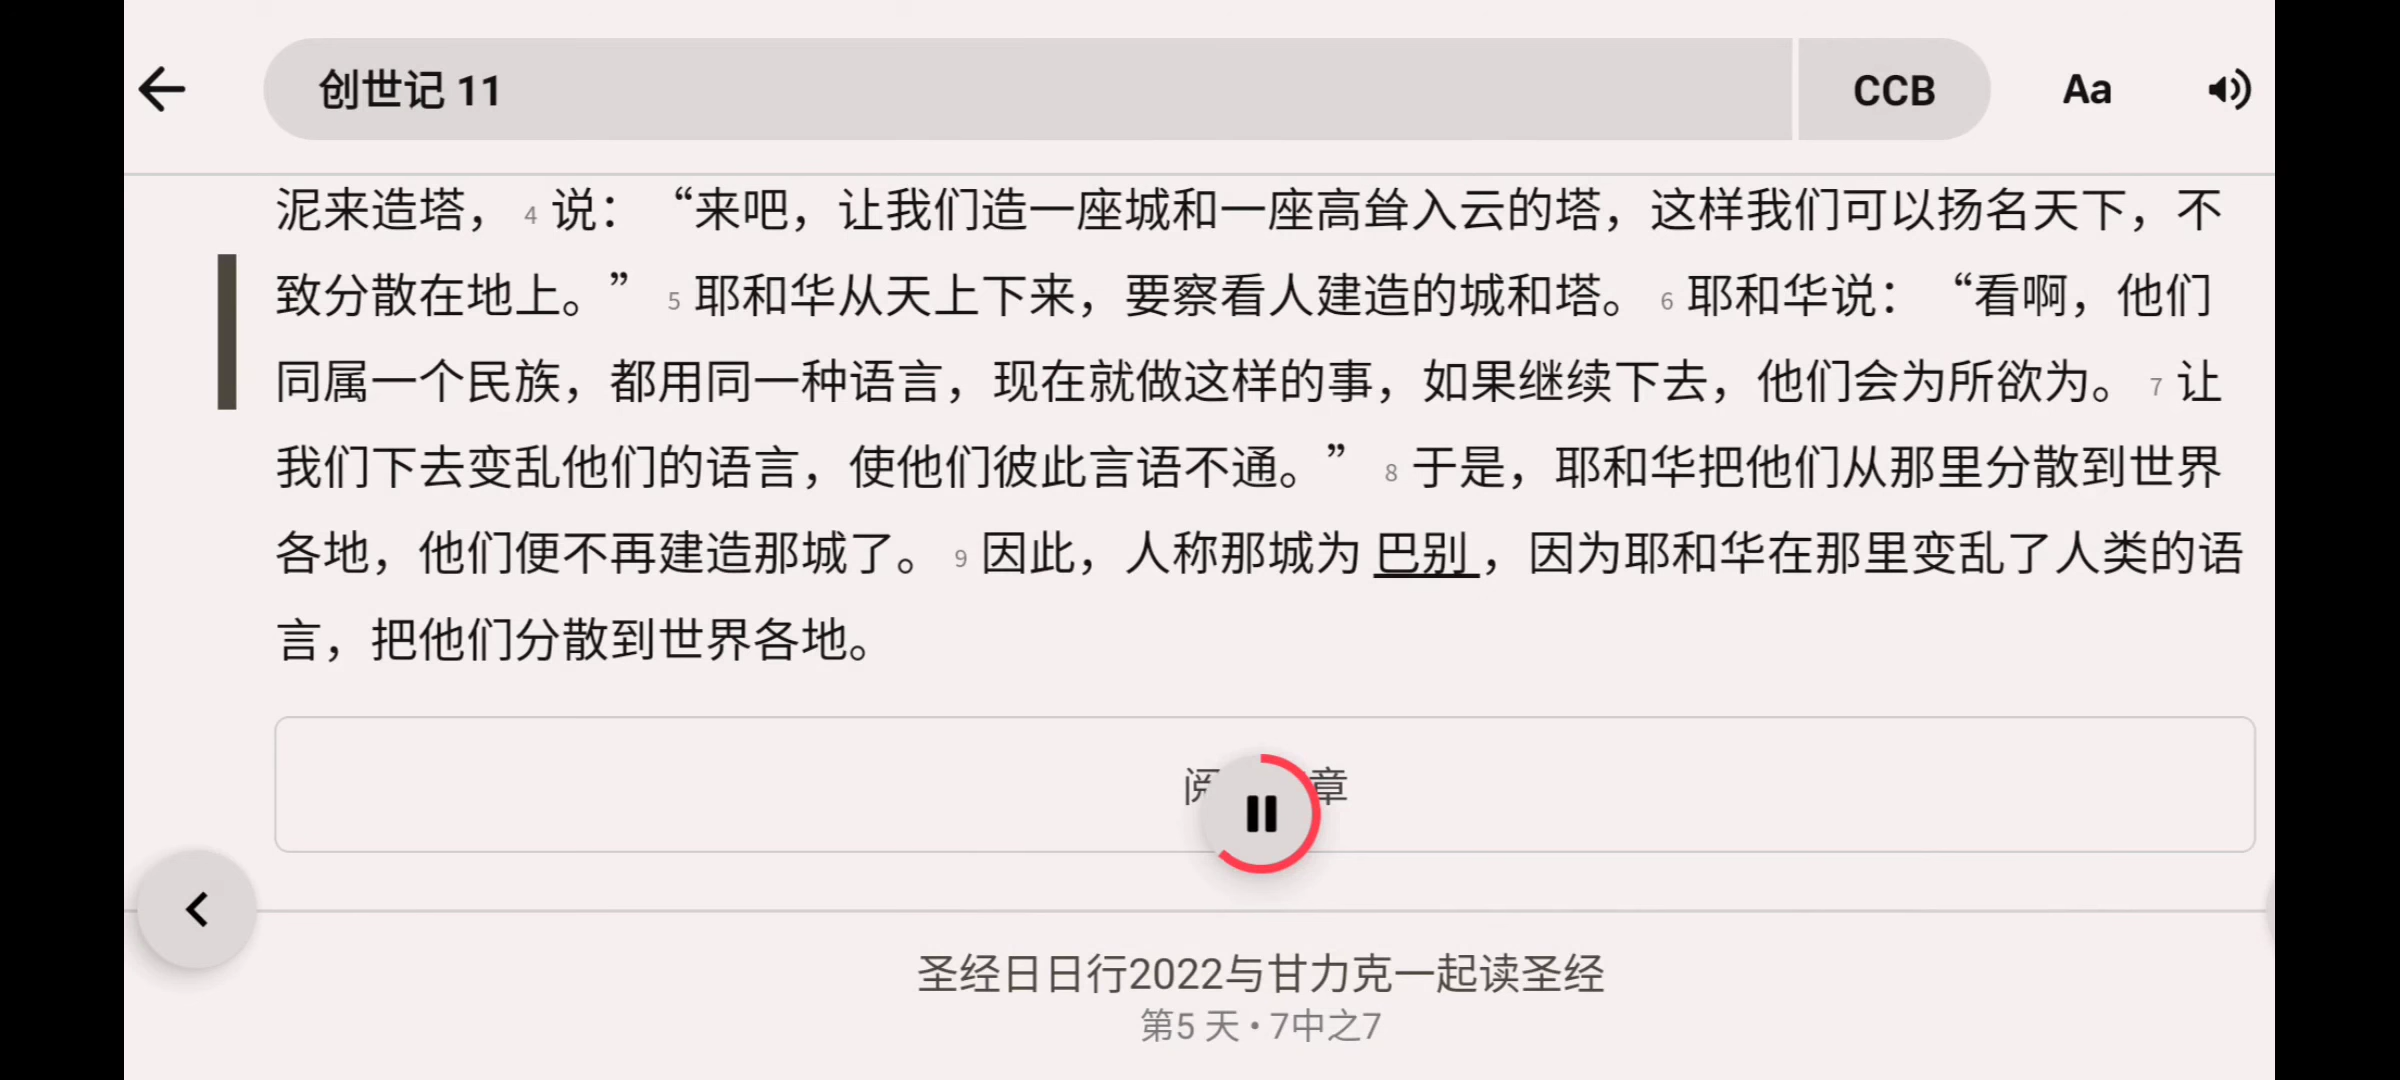 创世记 11 CCB Aa
泥来造塔， 4 说：“来吧，让我们造一座城和一座高耸入云的塔，这样我们可以扬名天下，不
致分散在地上。” 5 耶和华从天上下来，要察看人建造的城和塔。 6 耶和华说：“看啊，他们
同属一个民族，都用同一种语言，现在就做这样的事，如果继续下去，他们会为所欲为。 7 让
我们下去变乱他们的语言，使他们彼此言语不通。” 8 于是，耶和华把他们从那里分散到世界
各地，他们便不再建造那城了。 9 因此，人称那城为 巴别 ，因为耶和华在那里变乱了人类的语
言，把他们分散到世界各地。
阅 章
圣经日日行2022与甘力克一起读圣经
第5 天 • 7中之7